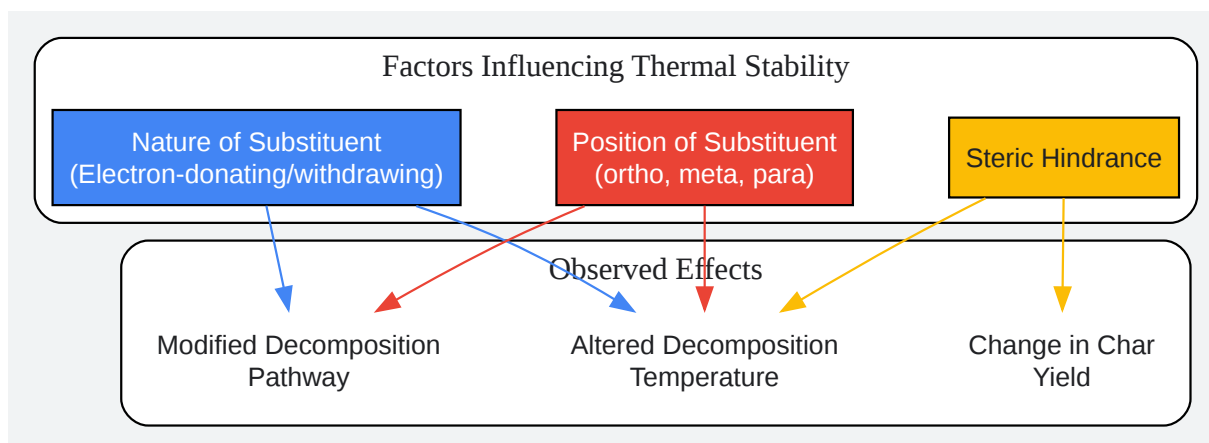 Factors Influencing Thermal Stability
Nature of Substituent
(Electron-donating/withdrawing)
Position of Substituent
(ortho, meta, para)
Steric Hindrance
Observed Effects
Modified Decomposition
Pathway
Altered Decomposition
Temperature
Change in Char
Yield